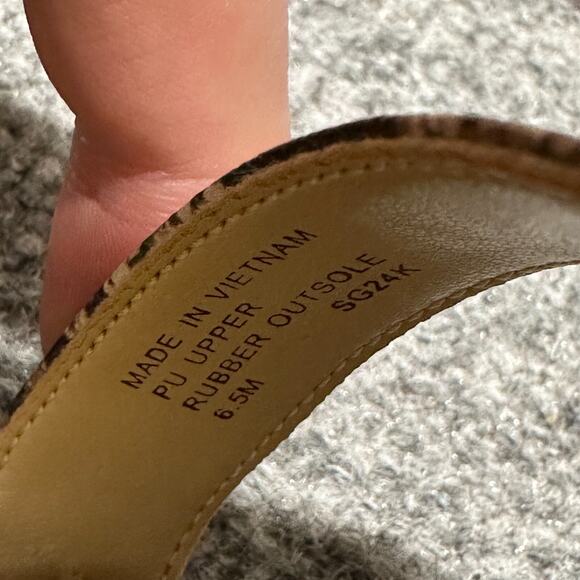 MADE IN VIETNAM
PU UPPER
RUBBER OUTSOLE
6.5M SG24K